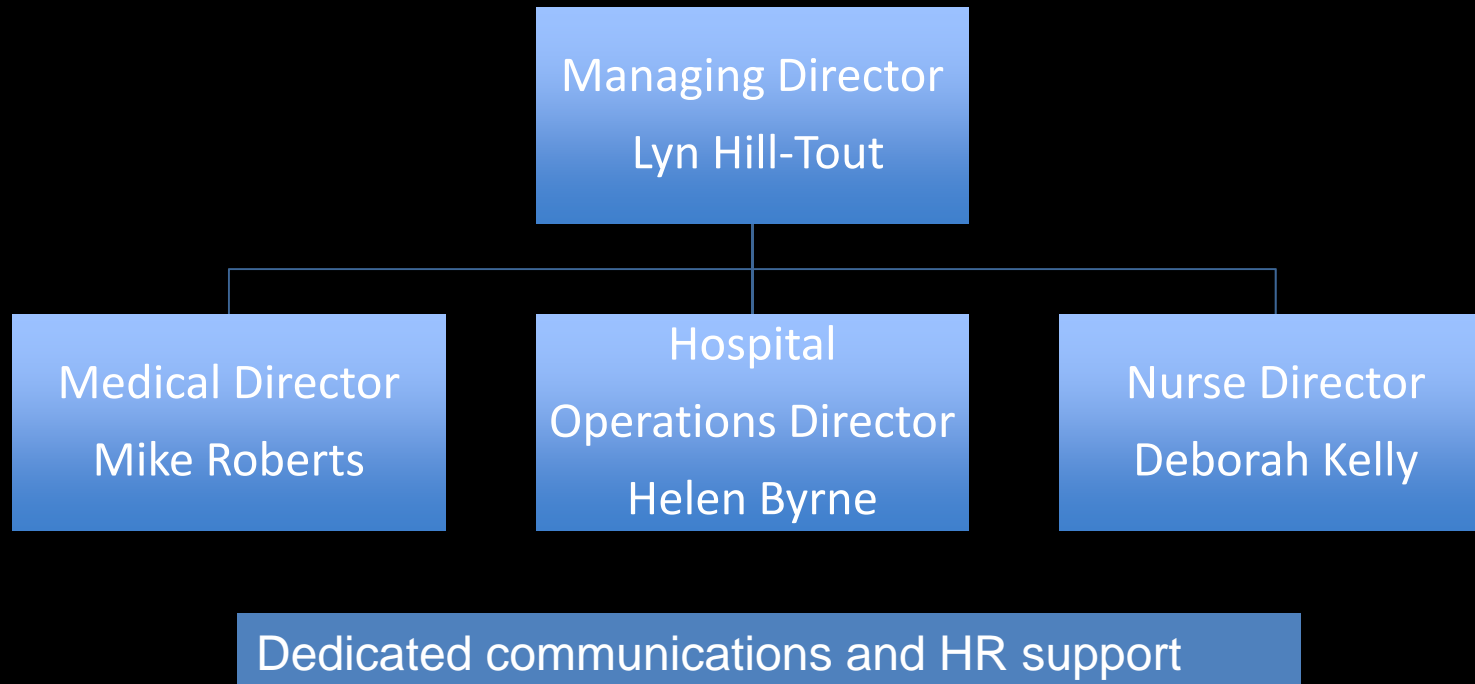 Managing Director
Lyn Hill-Tout
Medical Director
Mike Roberts
Hospital
Operations Director
Helen Byrne
Nurse Director
Deborah Kelly
Dedicated communications and HR support